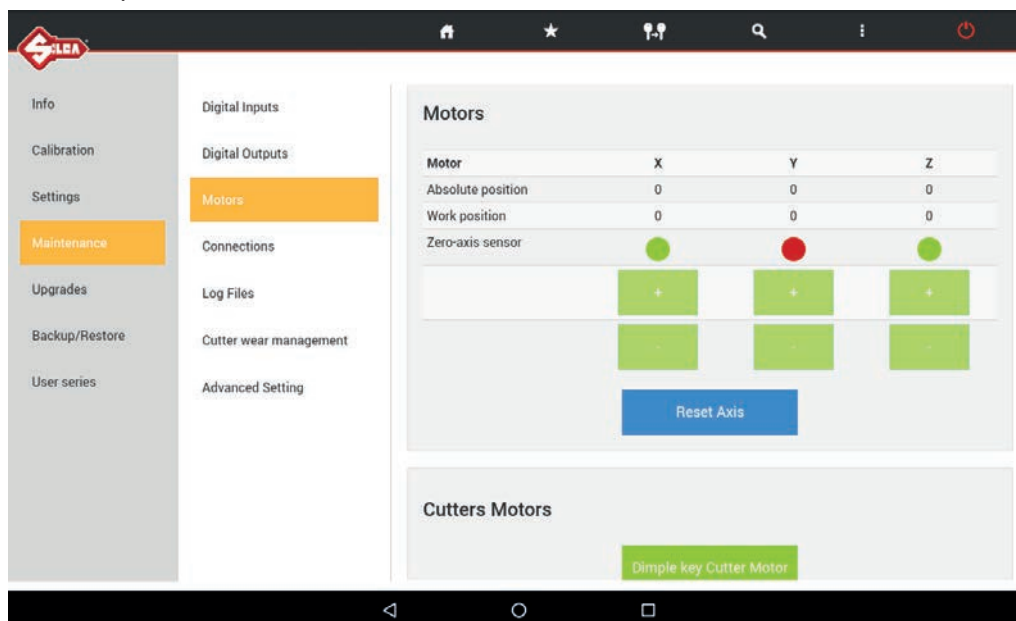 SILCA
Info
Calibration
Settings
Maintenance
Upgrades
Backup/Restore
User series
Digital Inputs
Digital Outputs
Motors
Connections
Log Files
Cutter wear management
Advanced Setting
Motors
Motor X Y Z
Absolute position 0 0 0
Work position 0 0 0
Zero-axis sensor
+ + +
- - -
Reset Axis
Cutters Motors
Dimple key Cutter Motor